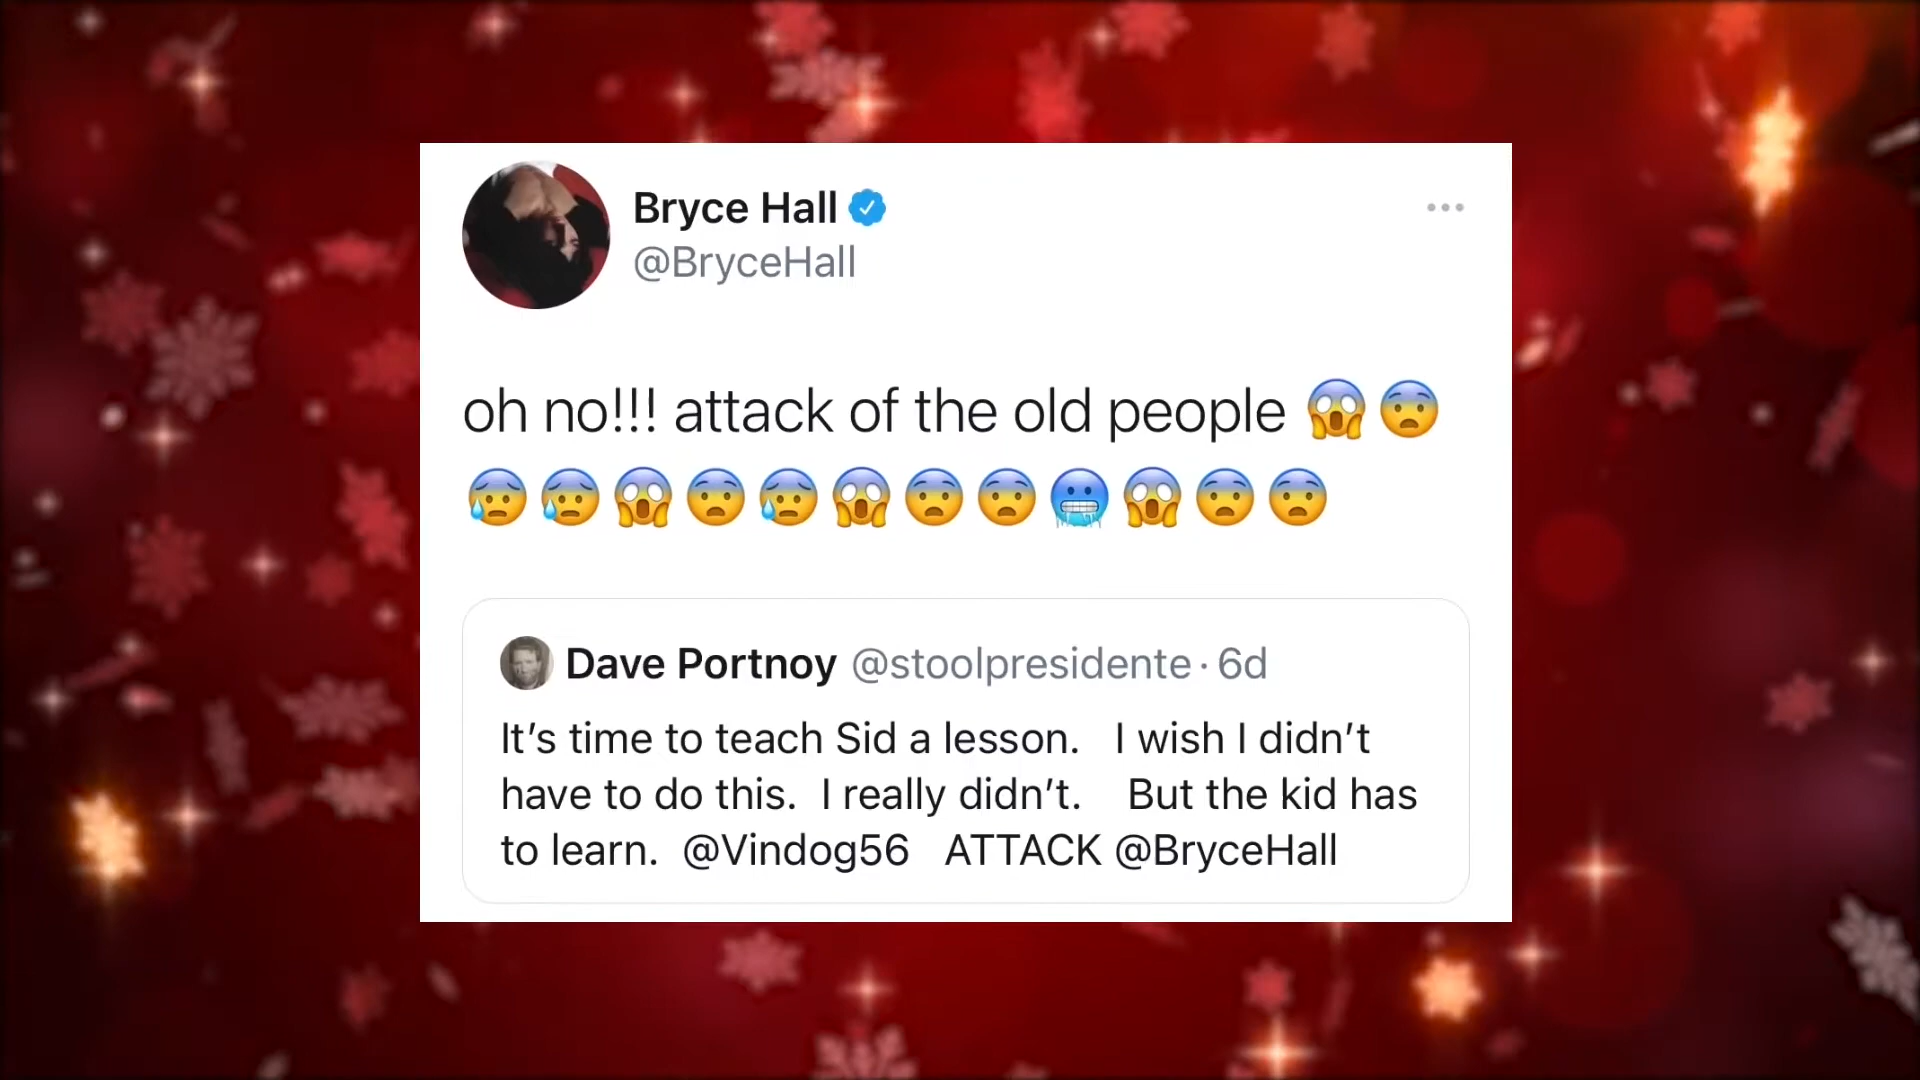 Bryce Hall
@BryceHall
oh no!!! attack of the old people 😱😨
😰😰😱😨😰😱😨😨🥶😱😨😨
Dave Portnoy @stoolpresidente · 6d
It’s time to teach Sid a lesson. I wish I didn’t
have to do this. I really didn’t. But the kid has
to learn. @Vindog56 ATTACK @BryceHall